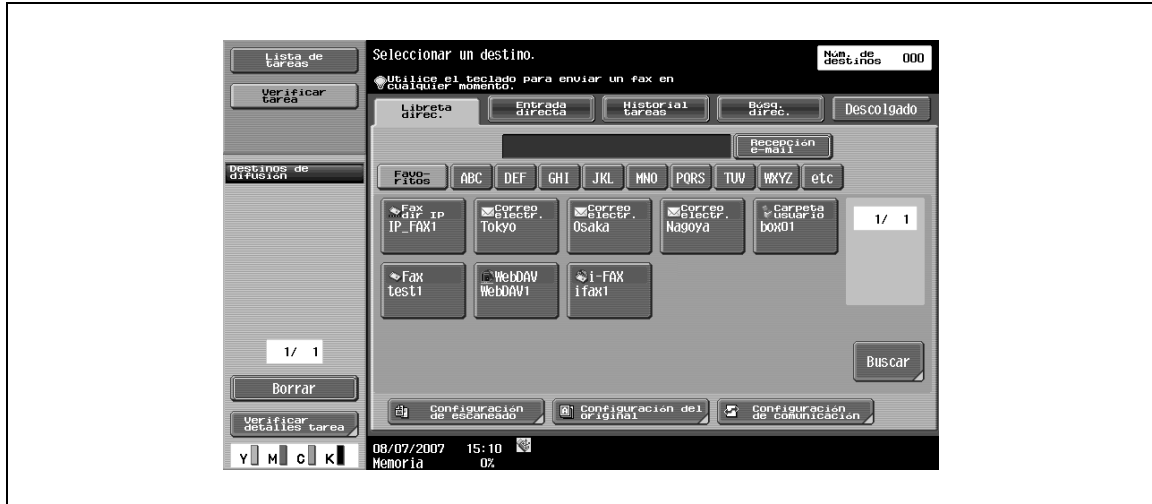 Lista de
tareas
Verificar
tarea
Destinos de
difusión
1/ 1
Borrar
Verificar
detalles tarea
Y M C K
Seleccionar un destino.
Núm. de
destinos 000
Utilice el teclado para enviar un fax en
cualquier momento.
Libreta
direc.
Entrada
directa
Historial
tareas
Búsq.
direc.
Descolgado
Recepción
e-mail
Favo-
ritos
ABC DEF GHI JKL MNO PQRS TUV WXYZ etc
Fax
dir IP
IP_FAX1
Correo
electr.
Tokyo
Correo
electr.
Osaka
Correo
electr.
Nagoya
Carpeta
usuario
box01
1/ 1
Fax
test1
WebDAV
WebDAV1
i-FAX
ifax1
Buscar
Configuración
de escaneado
Configuración del
original
Configuración
de comunicación
08/07/2007 15:10
Memoria 0%